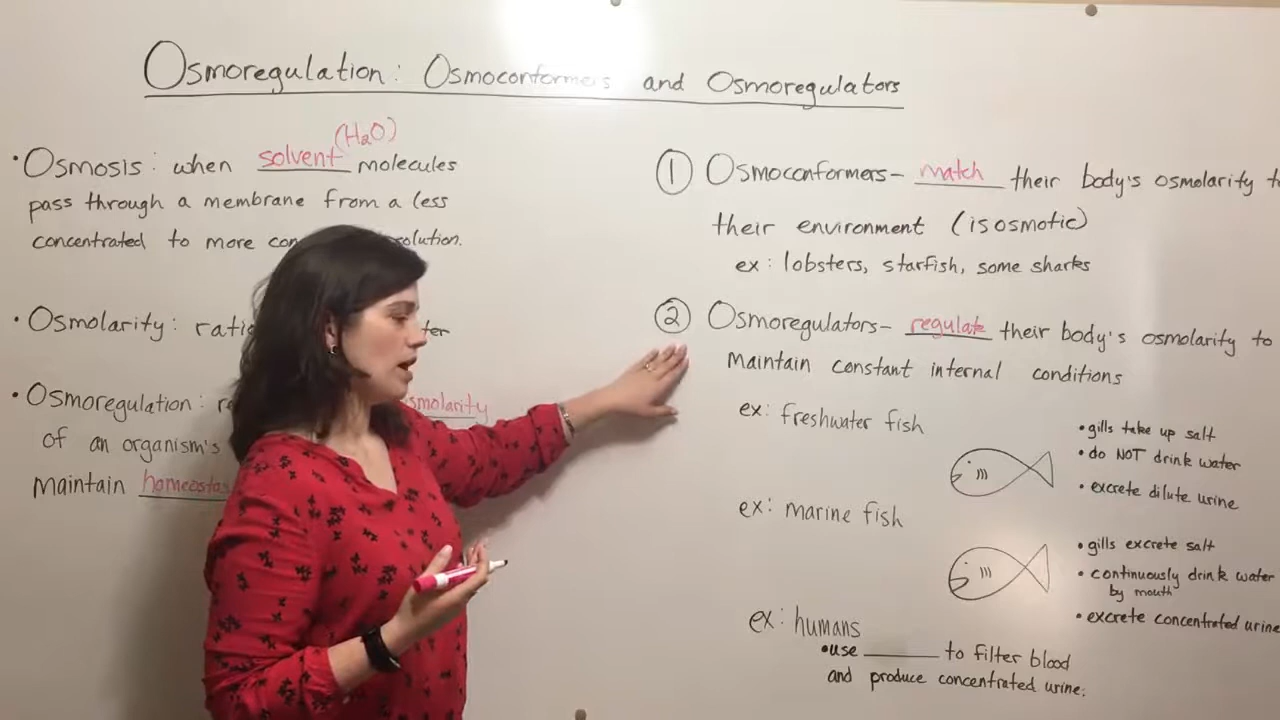 Osmoregulation: Osmoconformers and Osmoregulators
(H2O)
• Osmosis: when solvent molecules
pass through a membrane from a less
concentrated to more solution.
• Osmolarity:
• Osmoregulation: osmolarity
of an organism's
maintain
① Osmoconformers- match their body's osmolarity
their environment (isosmotic)
ex: lobsters, starfish, some sharks
② Osmoregulators- regulate their body's osmolarity to
maintain constant internal conditions
ex: freshwater fish
• gills take up salt
• do NOT drink water
• excrete dilute urine
ex: marine fish
• gills excrete salt
• continuously drink water
by mouth
• excrete concentrated urine
ex: humans
• use ______ to filter blood
and produce concentrated urine.